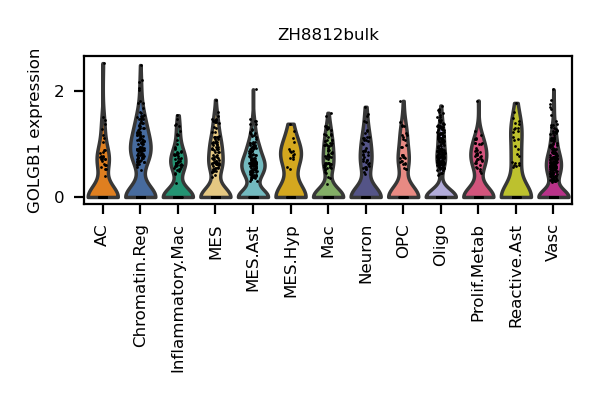 ZH8812bulk
GOLGB1 expression
2
0
AC
Chromatin.Reg
Inflammatory.Mac
MES
MES.Ast
MES.Hyp
Mac
Neuron
OPC
Oligo
Prolif.Metab
Reactive.Ast
Vasc